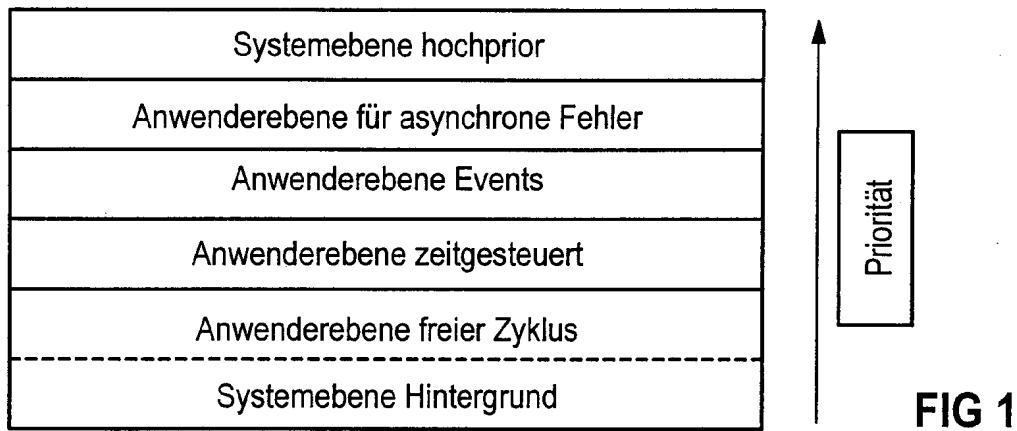 Systemebene hochprior
Anwenderebene für asynchrone Fehler
Anwenderebene Events
Anwenderebene zeitgesteuert
Anwenderebene freier Zyklus
Systemebene Hintergrund
Priorität
FIG 1